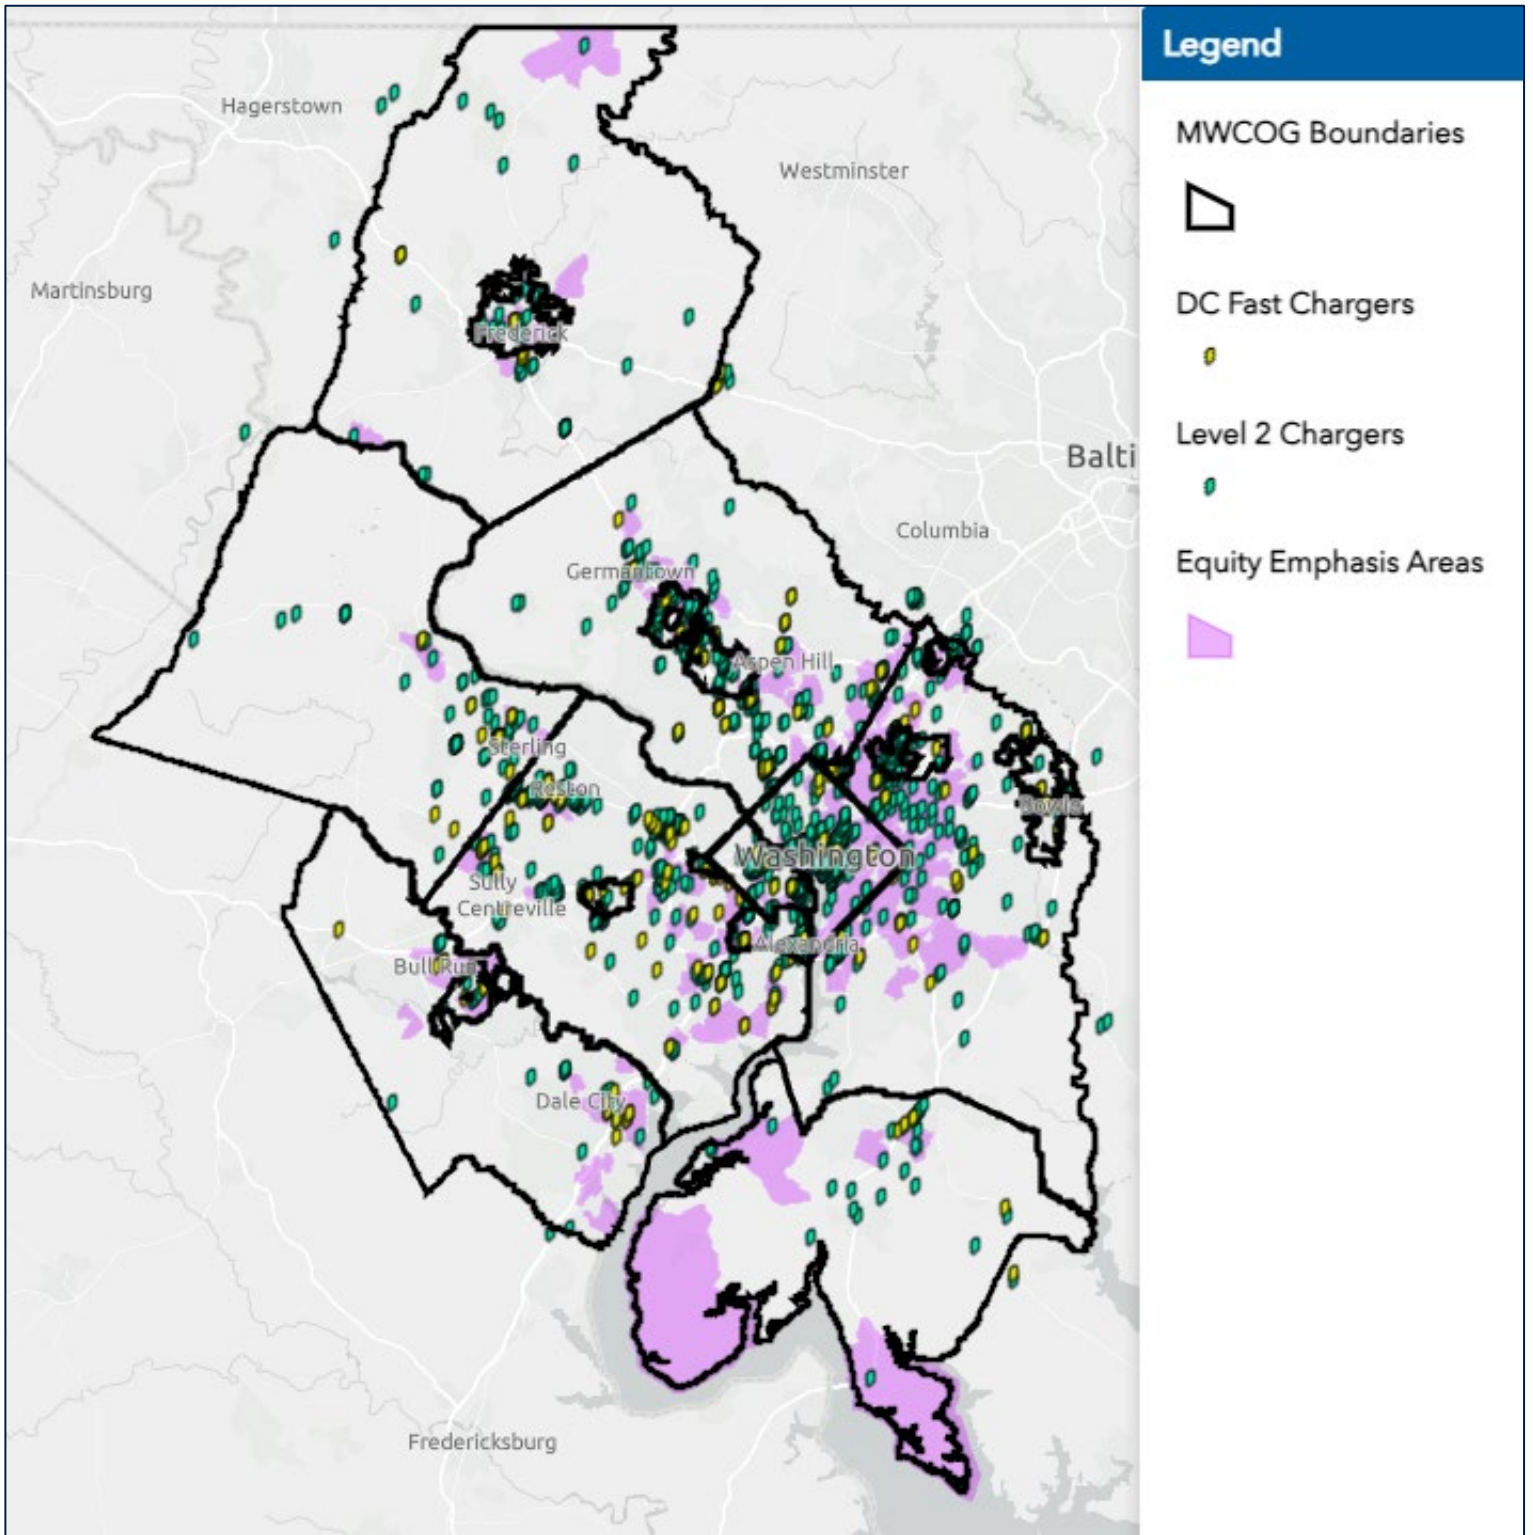 Legend
MWCOG Boundaries
DC Fast Chargers
Level 2 Chargers
Equity Emphasis Areas
Hagerstown
Westminster
Martinsburg
Frederick
Balti
Columbia
Germantown
Aspen Hill
Sterling
Reston
Bowie
Washington
Sully
Centreville
Alexandria
Bull Run
Dale City
Fredericksburg